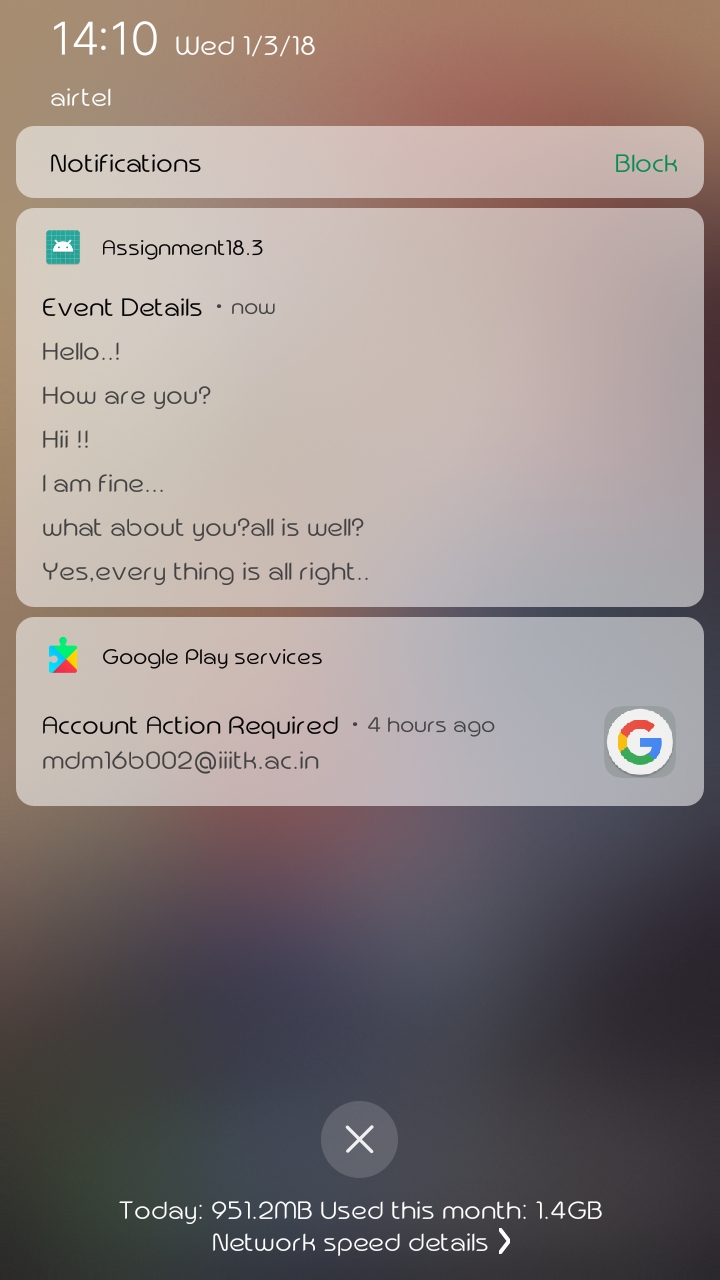 14:10 Wed 1/3/18
airtel
Notifications Block
Assignment18.3
Event Details • now
Hello..!
How are you?
Hii !!
I am fine...
what about you?all is well?
Yes,every thing is all right..
Google Play services
Account Action Required • 4 hours ago
mdm16b002@iiitk.ac.in
Today: 951.2MB Used this month: 1.4GB
Network speed details ❯